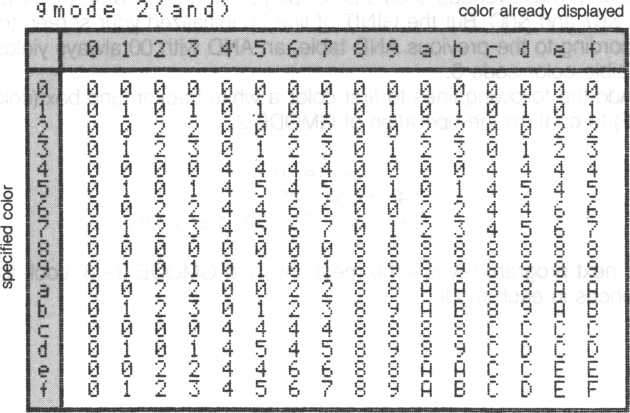 gmode 2(and)
color already displayed
0 1 2 3 4 5 6 7 8 9 a b c d e f
specified color
0 0 0 0 0 0 0 0 0 0 0 0 0 0 0 0 0
1 0 1 0 1 0 1 0 1 0 1 0 1 0 1 0 1
2 0 0 2 2 0 0 2 2 0 0 2 2 0 0 2 2
3 0 1 2 3 0 1 2 3 0 1 2 3 0 1 2 3
4 0 0 0 0 4 4 4 4 0 0 0 0 4 4 4 4
5 0 1 0 1 4 5 4 5 0 1 0 1 4 5 4 5
6 0 0 2 2 4 4 6 6 0 0 2 2 4 4 6 6
7 0 1 2 3 4 5 6 7 0 1 2 3 4 5 6 7
8 0 0 0 0 0 0 0 0 8 8 8 8 8 8 8 8
9 0 1 0 1 0 1 0 1 8 9 8 9 8 9 8 9
a 0 0 2 2 0 0 2 2 8 8 A A 8 8 A A
b 0 1 2 3 0 1 2 3 8 9 A B 8 9 A B
c 0 0 0 0 4 4 4 4 8 8 8 8 C C C C
d 0 1 0 1 4 5 4 5 8 9 8 9 C D C D
e 0 0 2 2 4 4 6 6 8 8 A A C C E E
f 0 1 2 3 4 5 6 7 8 9 A B C D E F